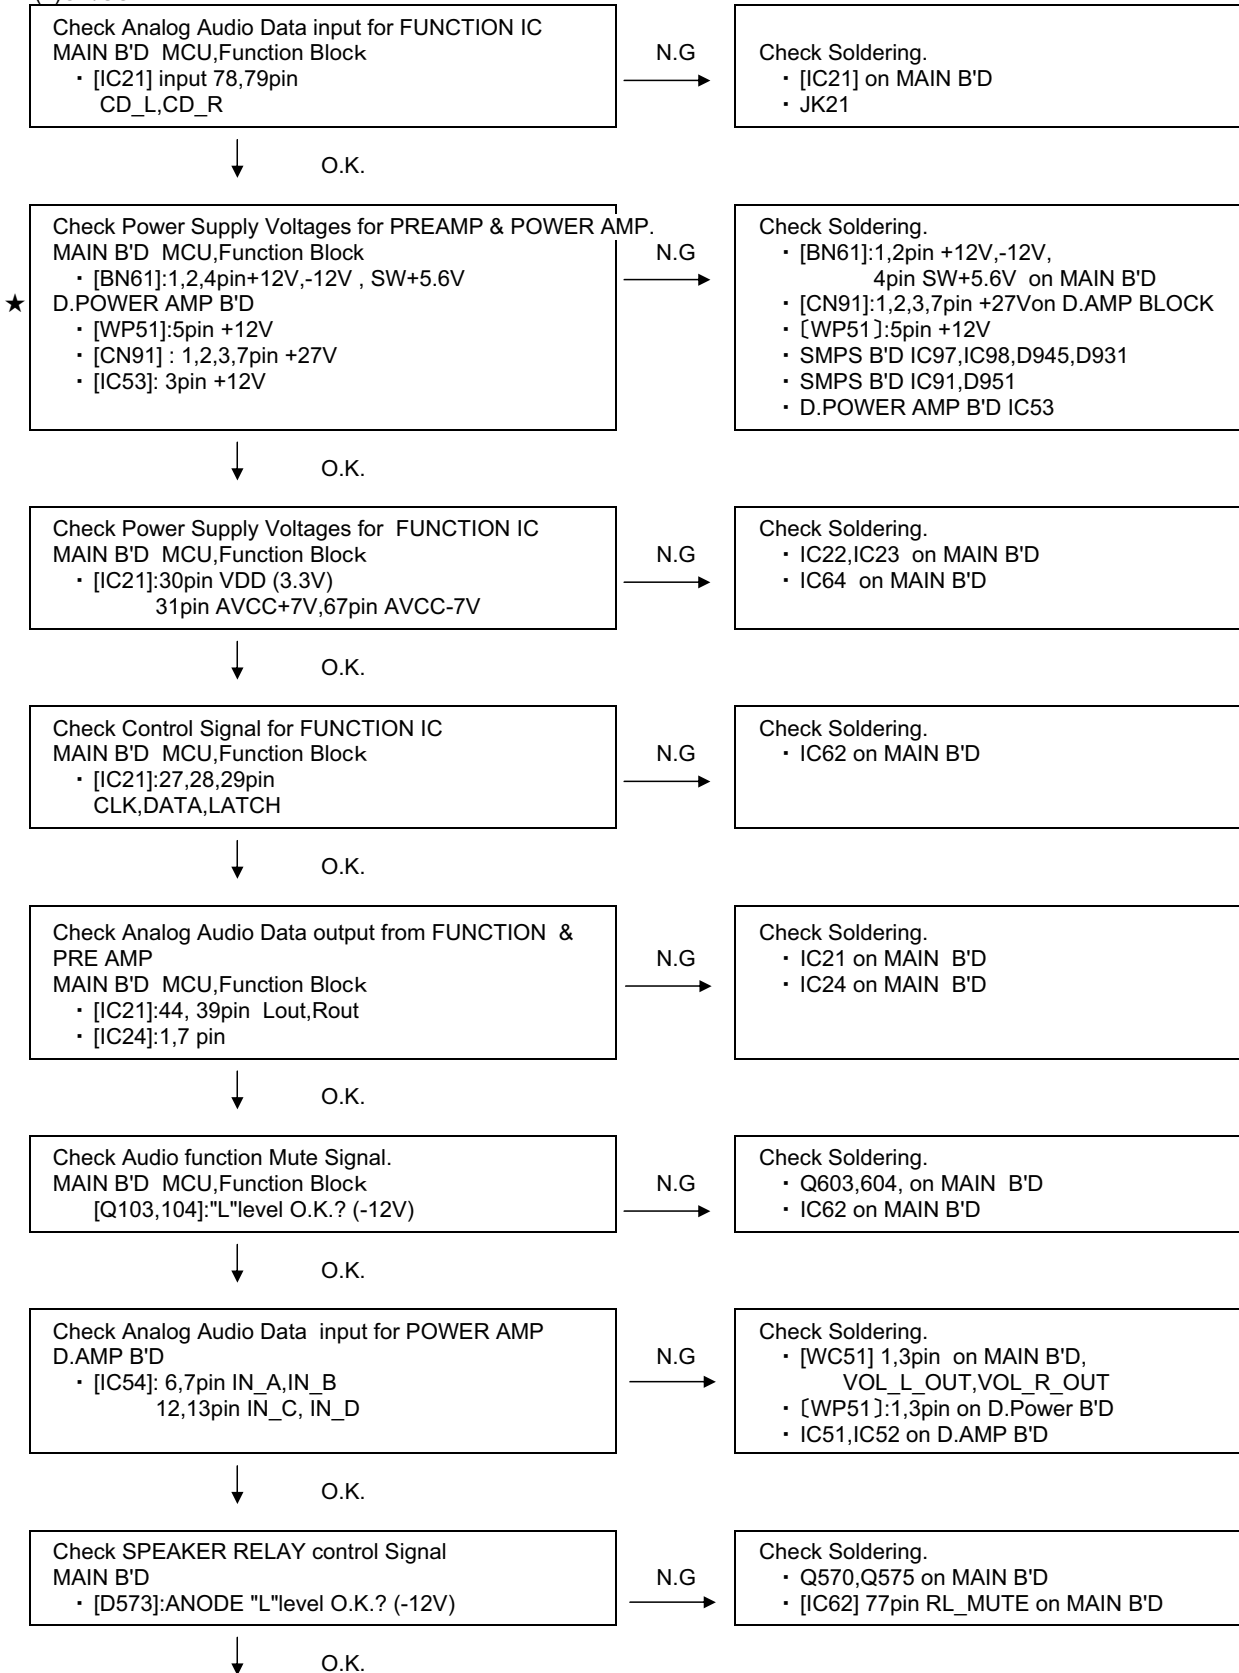 Check Analog Audio Data input for FUNCTION IC
MAIN B'D  MCU,Function Block
・[IC21] input 78,79pin
CD_L,CD_R
N.G
Check Soldering.
・[IC21] on MAIN B'D
・JK21
O.K.
Check Power Supply Voltages for PREAMP & POWER AMP.
MAIN B'D  MCU,Function Block
・[BN61]:1,2,4pin+12V,-12V , SW+5.6V
★ D.POWER AMP B'D
・[WP51]:5pin +12V
・[CN91] : 1,2,3,7pin +27V
・[IC53]: 3pin +12V
N.G
Check Soldering.
・[BN61]:1,2pin +12V,-12V,
4pin SW+5.6V  on MAIN B'D
・[CN91]:1,2,3,7pin +27Von D.AMP BLOCK
・〔WP51〕:5pin +12V
・SMPS B'D IC97,IC98,D945,D931
・SMPS B'D IC91,D951
・D.POWER AMP B'D IC53
O.K.
Check Power Supply Voltages for  FUNCTION IC
MAIN B'D  MCU,Function Block
・[IC21]:30pin VDD (3.3V)
31pin AVCC+7V,67pin AVCC-7V
N.G
Check Soldering.
・IC22,IC23  on MAIN B'D
・IC64  on MAIN B'D
O.K.
Check Control Signal for FUNCTION IC
MAIN B'D  MCU,Function Block
・[IC21]:27,28,29pin
CLK,DATA,LATCH
N.G
Check Soldering.
・IC62 on MAIN B'D
O.K.
Check Analog Audio Data output from FUNCTION  &
PRE AMP
MAIN B'D  MCU,Function Block
・[IC21]:44, 39pin  Lout,Rout
・[IC24]:1,7 pin
N.G
Check Soldering.
・IC21 on MAIN  B'D
・IC24 on MAIN  B'D
O.K.
Check Audio function Mute Signal.
MAIN B'D  MCU,Function Block
[Q103,104]:"L"level O.K.? (-12V)
N.G
Check Soldering.
・Q603,604, on MAIN  B'D
・IC62 on MAIN B'D
O.K.
Check Analog Audio Data  input for POWER AMP
D.AMP B'D
・[IC54]: 6,7pin IN_A,IN_B
12,13pin IN_C, IN_D
N.G
Check Soldering.
・[WC51] 1,3pin  on MAIN B'D,
VOL_L_OUT,VOL_R_OUT
・〔WP51〕:1,3pin on D.Power B'D
・IC51,IC52 on D.AMP B'D
O.K.
Check SPEAKER RELAY control Signal
MAIN B'D
・[D573]:ANODE "L"level O.K.? (-12V)
N.G
Check Soldering.
・Q570,Q575 on MAIN B'D
・[IC62] 77pin RL_MUTE on MAIN B'D
O.K.